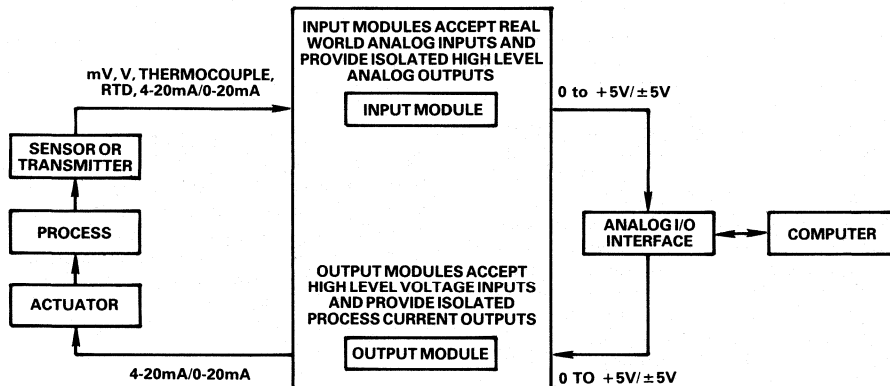 INPUT MODULES ACCEPT REAL
WORLD ANALOG INPUTS AND
PROVIDE ISOLATED HIGH LEVEL
ANALOG OUTPUTS
mV, V, THERMOCOUPLE,
RTD, 4-20mA/0-20mA
0 to +5V/±5V
INPUT MODULE
SENSOR OR
TRANSMITTER
PROCESS
ANALOG I/O
INTERFACE
COMPUTER
ACTUATOR
OUTPUT MODULES ACCEPT
HIGH LEVEL VOLTAGE INPUTS
AND PROVIDE ISOLATED
PROCESS CURRENT OUTPUTS
OUTPUT MODULE
4-20mA/0-20mA
0 TO +5V/±5V